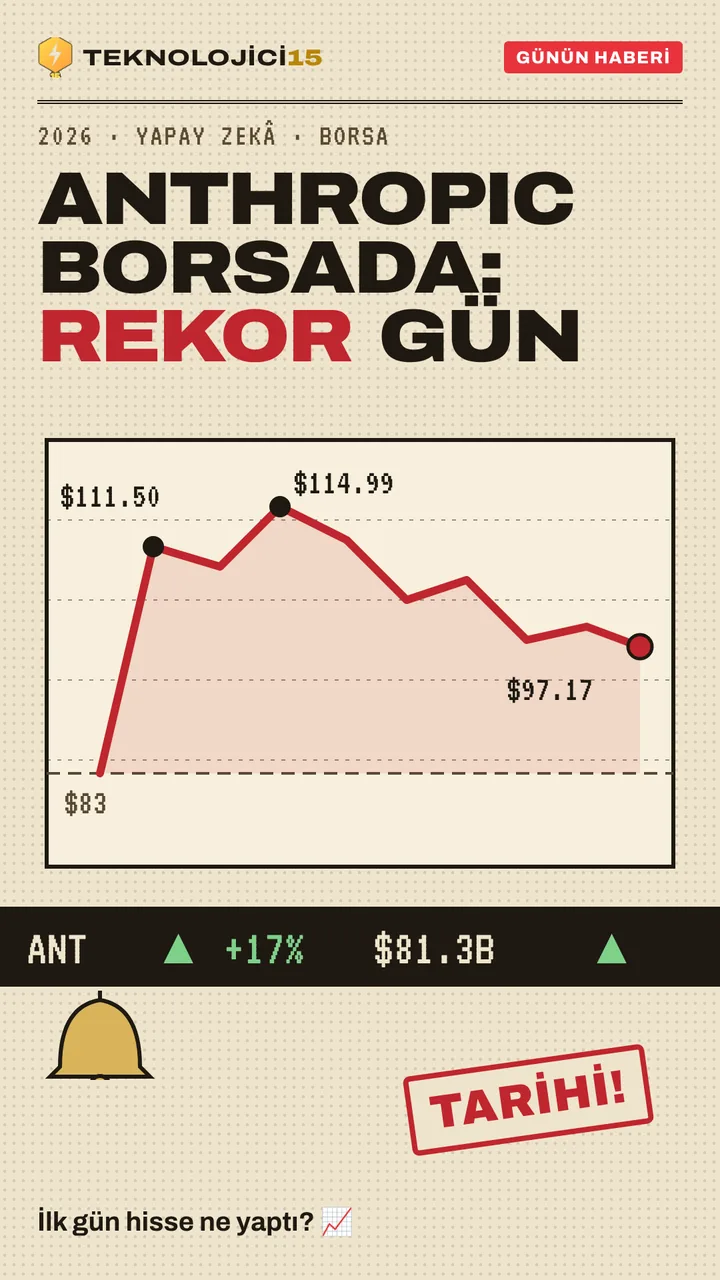 TEKNOLOJİCİ15
GÜNÜN HABERİ
2026 · YAPAY ZEKÂ · BORSA
ANTHROPIC
BORSADA:
REKOR GÜN
$111.50
$114.99
$97.17
$83
ANT ▲ +17% $81.3B ▲
TARİHİ!
İlk gün hisse ne yaptı? 📈